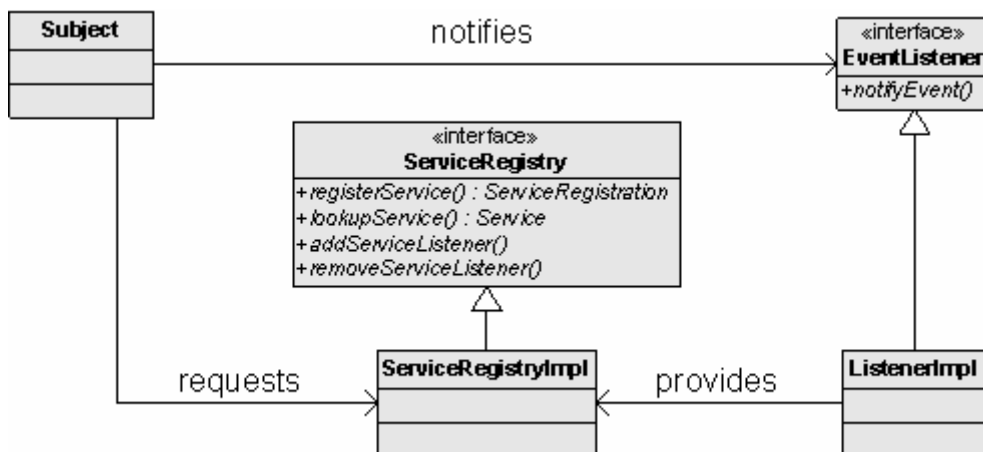 Subject
notifies
«interface»
EventListener
+notifyEvent()
«interface»
ServiceRegistry
+registerService() : ServiceRegistration
+lookupService() : Service
+addServiceListener()
+removeServiceListener()
requests
ServiceRegistryImpl
provides
ListenerImpl